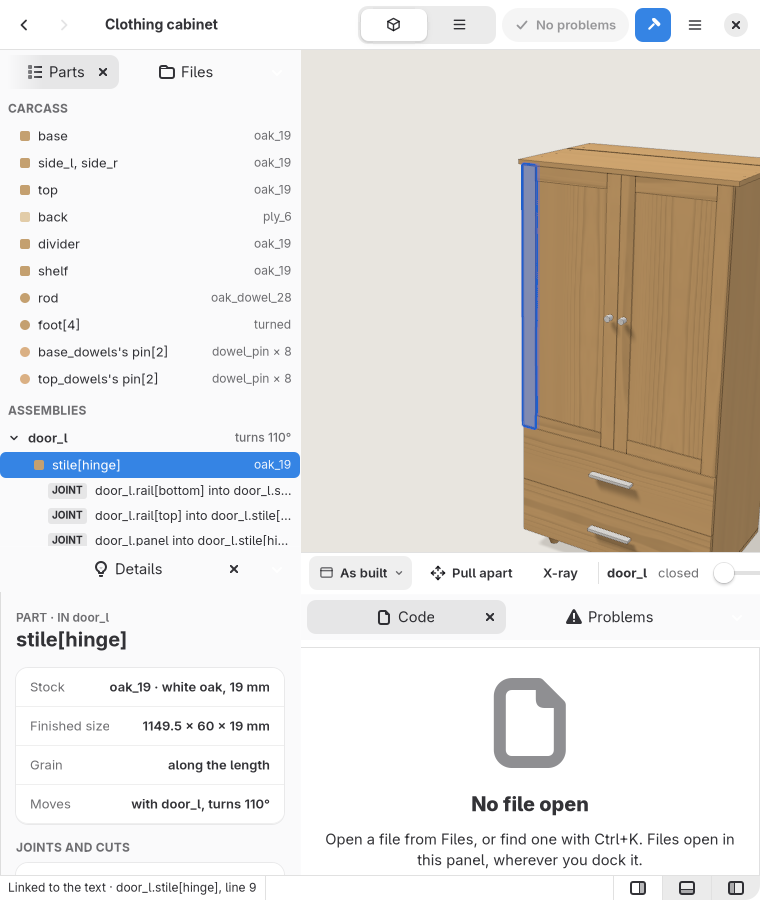 Clothing cabinet
No problems
Parts
Files
CARCASS
base oak_19
side_l, side_r oak_19
top oak_19
back ply_6
divider oak_19
shelf oak_19
rod oak_dowel_28
foot[4] turned
base_dowels's pin[2] dowel_pin × 8
top_dowels's pin[2] dowel_pin × 8
ASSEMBLIES
door_l turns 110°
stile[hinge] oak_19
JOINT door_l.rail[bottom] into door_l.s...
JOINT door_l.rail[top] into door_l.stile[...
JOINT door_l.panel into door_l.stile[hi...
As built
Pull apart
X-ray
door_l closed
Details
PART · IN door_l
stile[hinge]
Stock oak_19 · white oak, 19 mm
Finished size 1149.5 × 60 × 19 mm
Grain along the length
Moves with door_l, turns 110°
JOINTS AND CUTS
Code
Problems
No file open
Open a file from Files, or find one with Ctrl+K. Files open in
this panel, wherever you dock it.
Linked to the text · door_l.stile[hinge], line 9